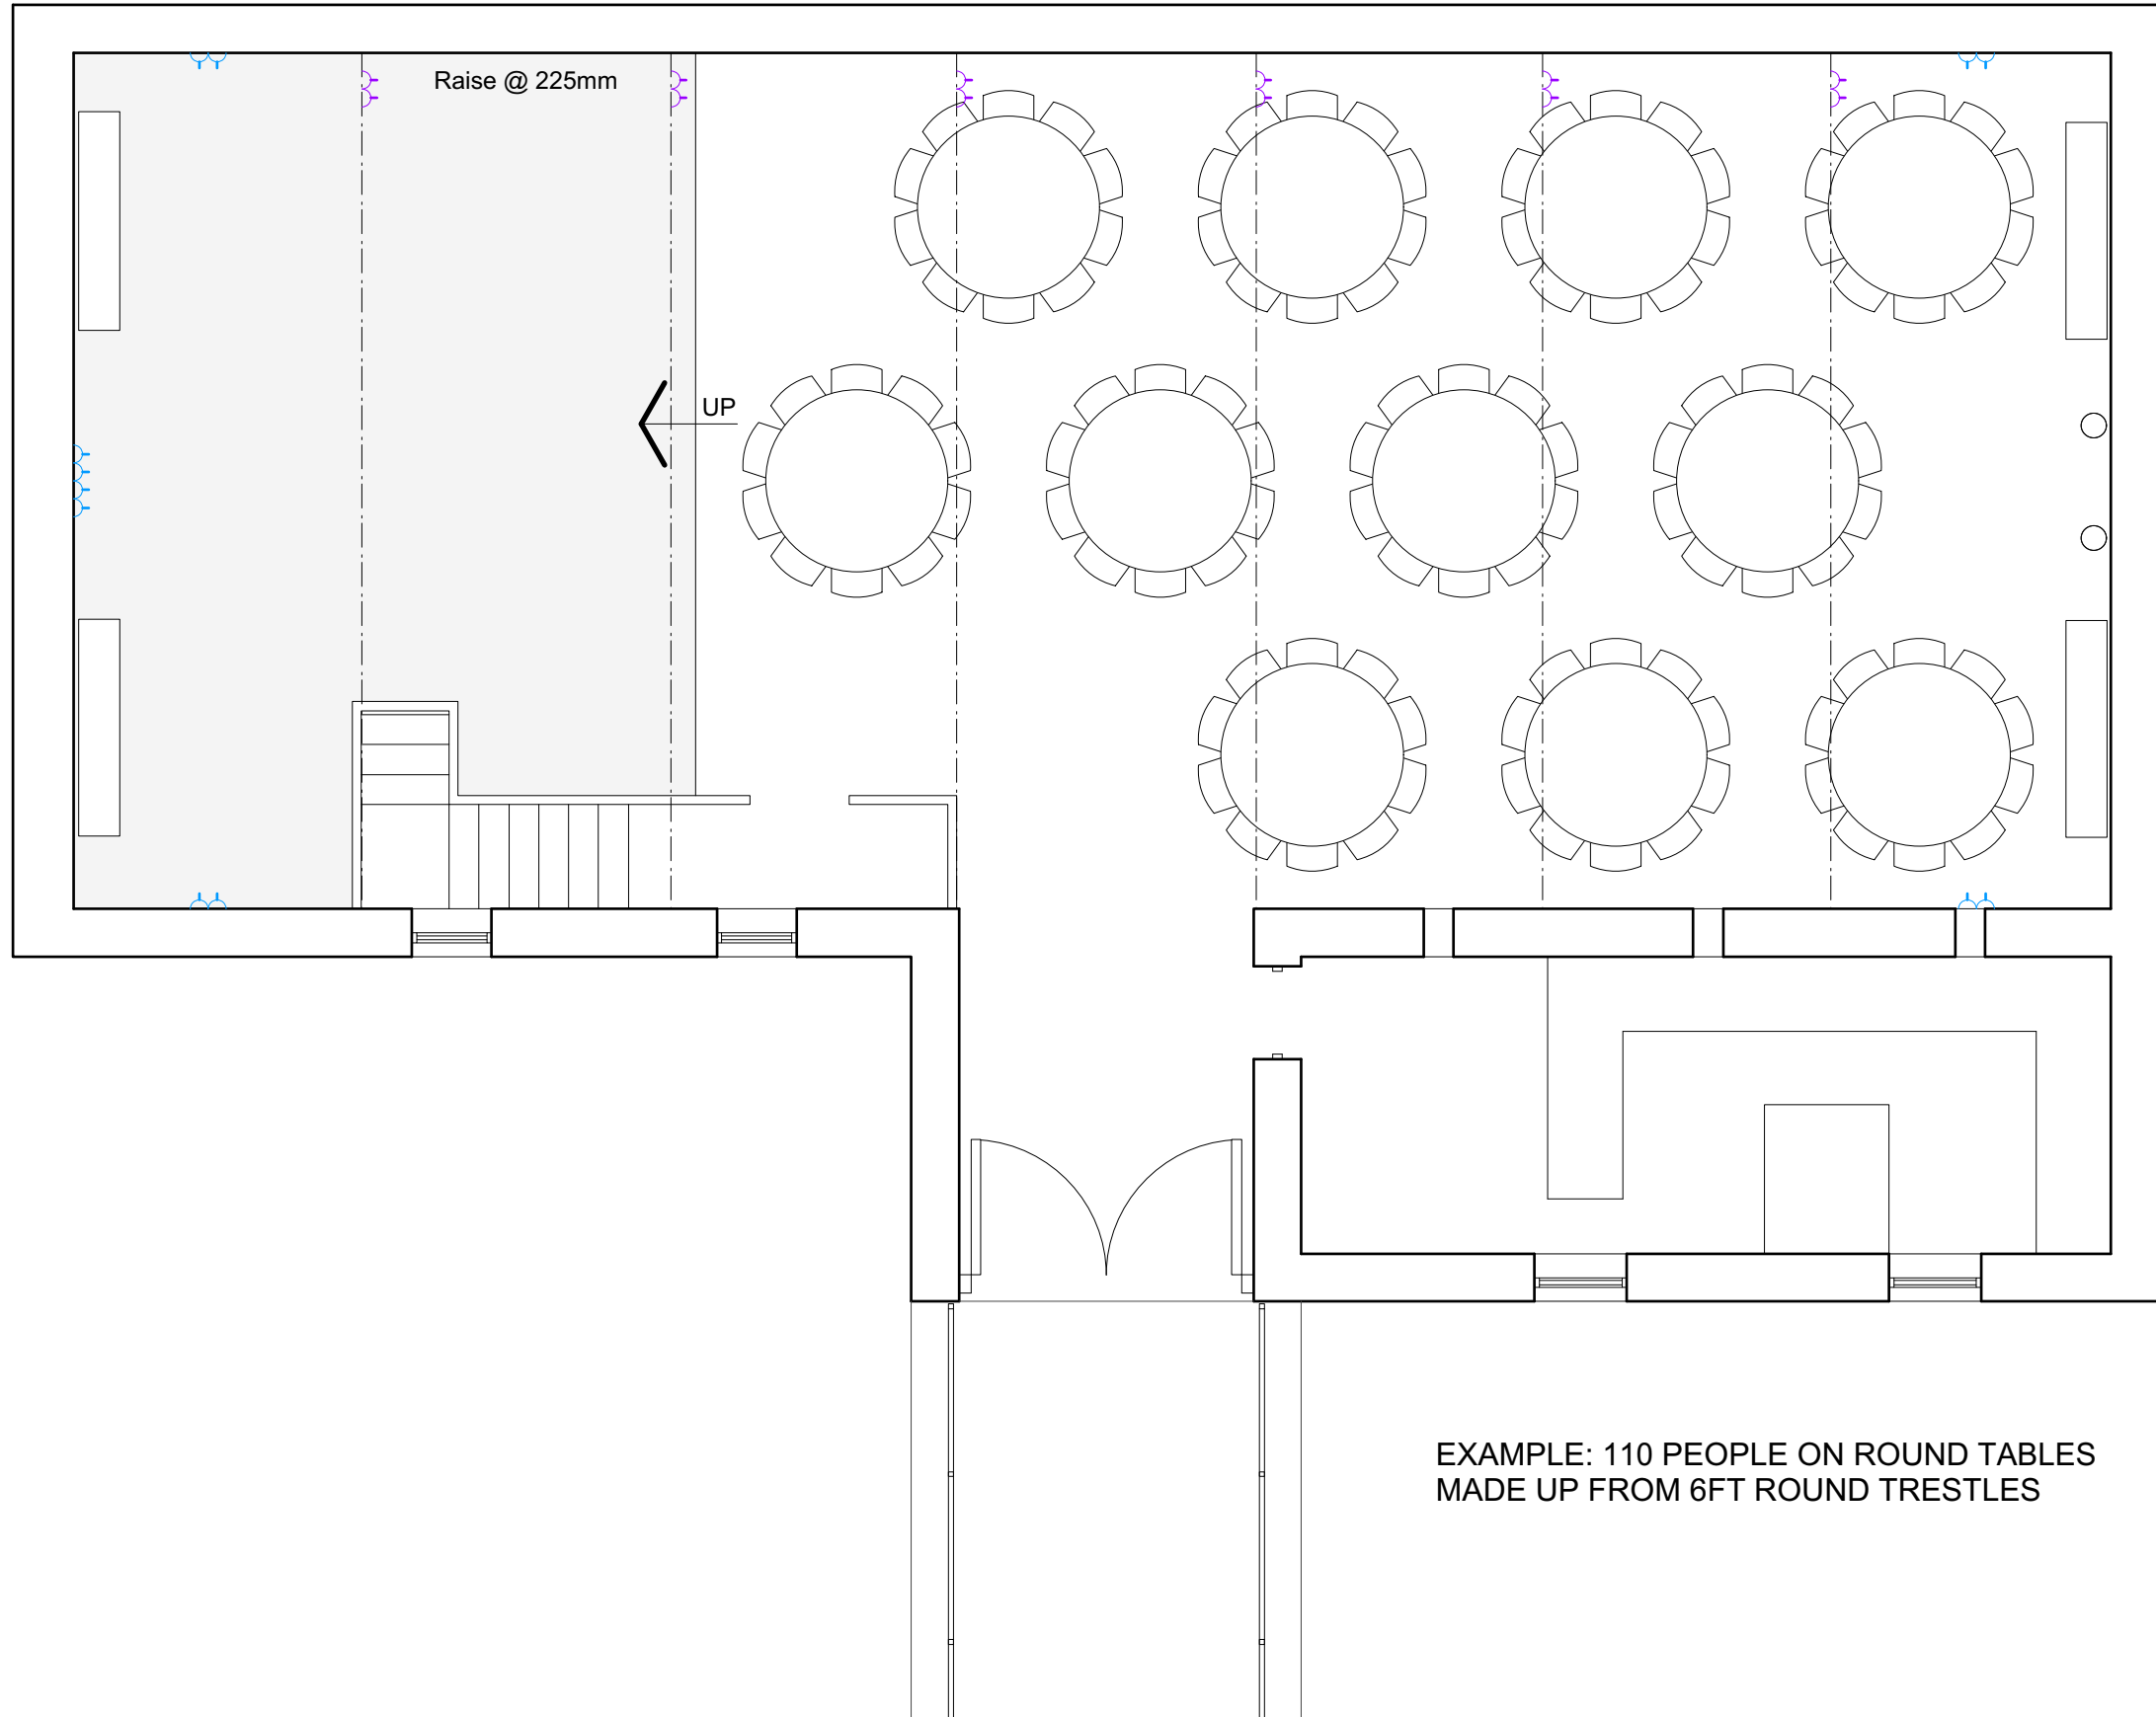 Raise @ 225mm
UP
EXAMPLE: 110 PEOPLE ON ROUND TABLES
MADE UP FROM 6FT ROUND TRESTLES